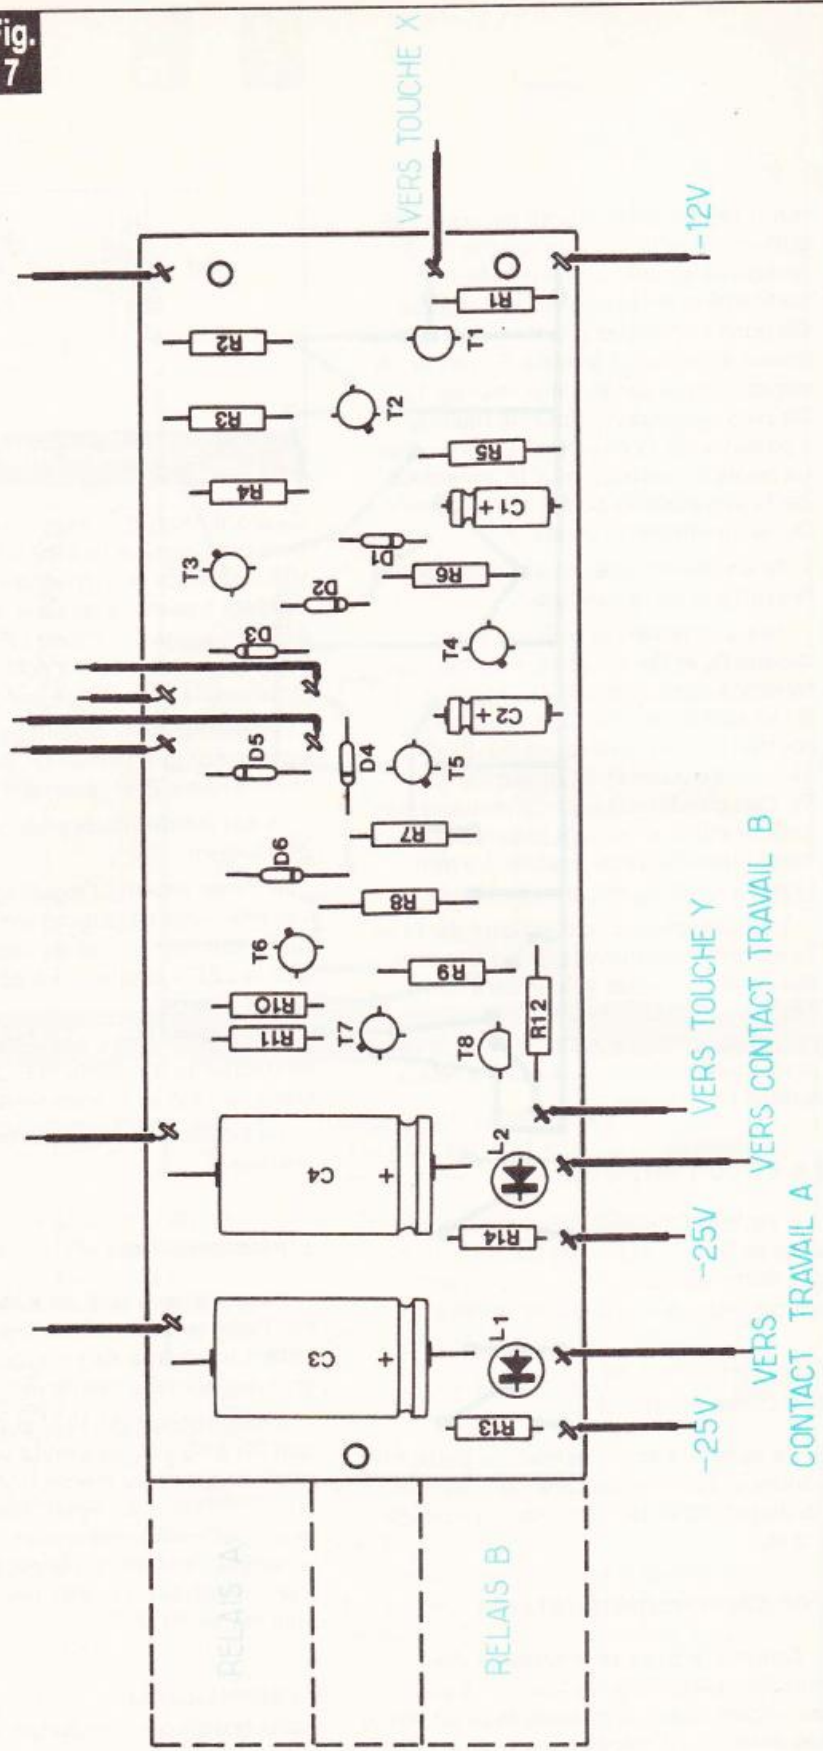 Fig.
7
VERS TOUCHE X
-12V
R1
R2
T1
T2
R3
R5
R4
C1+
D1
T3
R6
D2
D3
T4
C2+
D5
D4
T5
R7
D6
R8
T6
R9
R10
R11
T7
T8
R12
VERS TOUCHE Y
VERS CONTACT TRAVAIL B
C4
+
L2
R14
-25V
C3
+
L1
VERS
CONTACT TRAVAIL A
R13
-25V
RELAIS A
RELAIS B